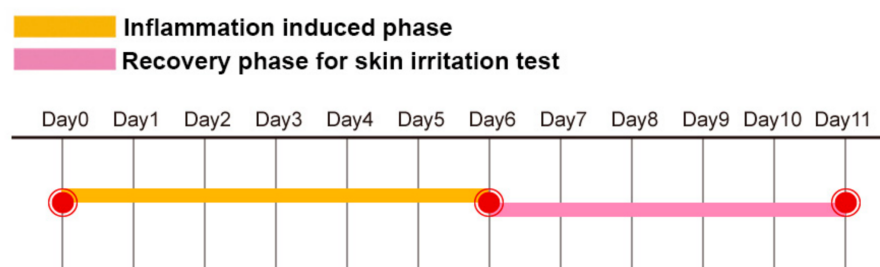 Inflammation induced phase
Recovery phase for skin irritation test
Day0 Day1 Day2 Day3 Day4 Day5 Day6 Day7 Day8 Day9 Day10 Day11